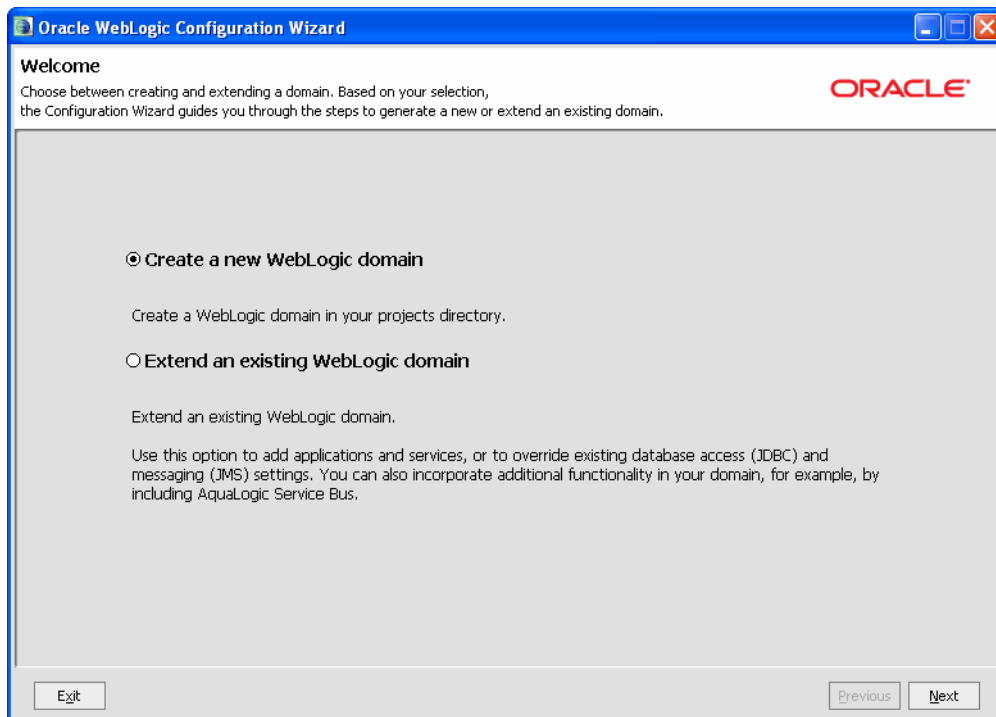 Oracle WebLogic Configuration Wizard
Welcome
Choose between creating and extending a domain. Based on your selection,
the Configuration Wizard guides you through the steps to generate a new or extend an existing domain.
ORACLE
Create a new WebLogic domain
Create a WebLogic domain in your projects directory.
Extend an existing WebLogic domain
Extend an existing WebLogic domain.
Use this option to add applications and services, or to override existing database access (JDBC) and
messaging (JMS) settings. You can also incorporate additional functionality in your domain, for example, by
including AquaLogic Service Bus.
Exit
Previous
Next